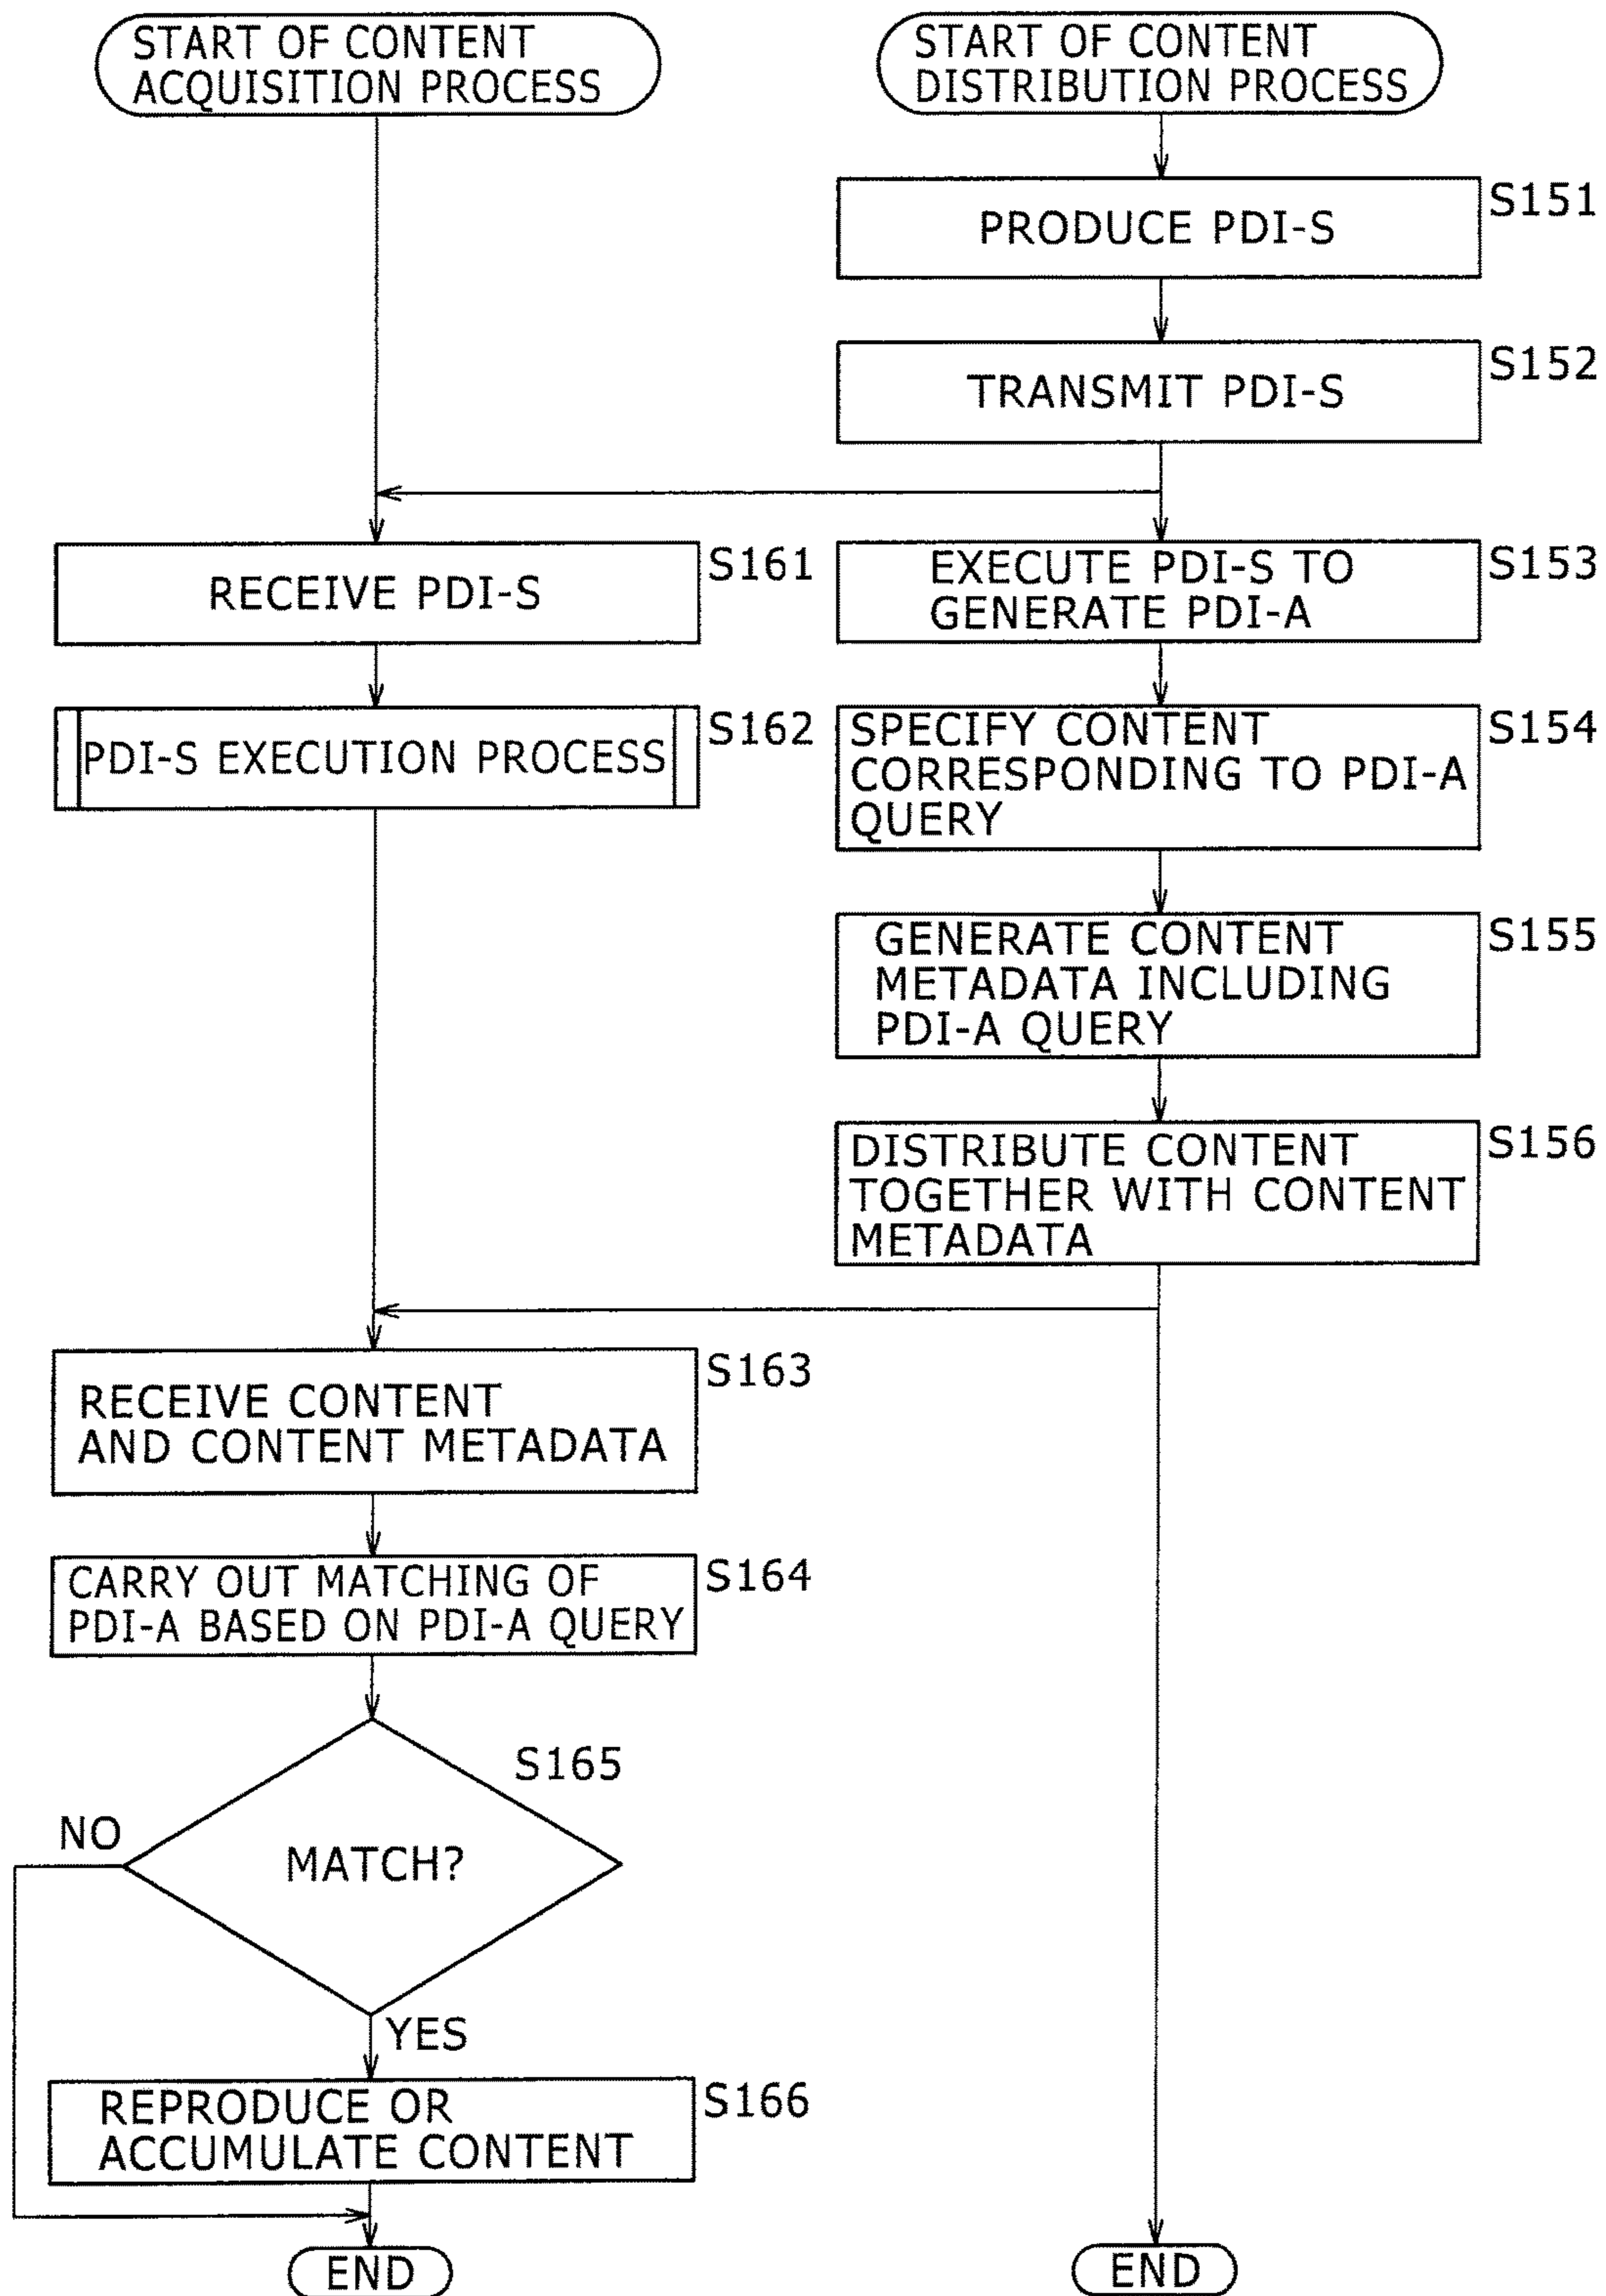 START OF CONTENT
ACQUISITION PROCESS
START OF CONTENT
DISTRIBUTION PROCESS
S151
PRODUCE PDI-S
S152
TRANSMIT PDI-S
S161
RECEIVE PDI-S
S153
EXECUTE PDI-S TO
GENERATE PDI-A
S162
PDI-S EXECUTION PROCESS
S154
SPECIFY CONTENT
CORRESPONDING TO PDI-A
QUERY
S155
GENERATE CONTENT
METADATA INCLUDING
PDI-A QUERY
S156
DISTRIBUTE CONTENT
TOGETHER WITH CONTENT
METADATA
S163
RECEIVE CONTENT
AND CONTENT METADATA
S164
CARRY OUT MATCHING OF
PDI-A BASED ON PDI-A QUERY
S165
NO
MATCH?
YES
S166
REPRODUCE OR
ACCUMULATE CONTENT
END
END